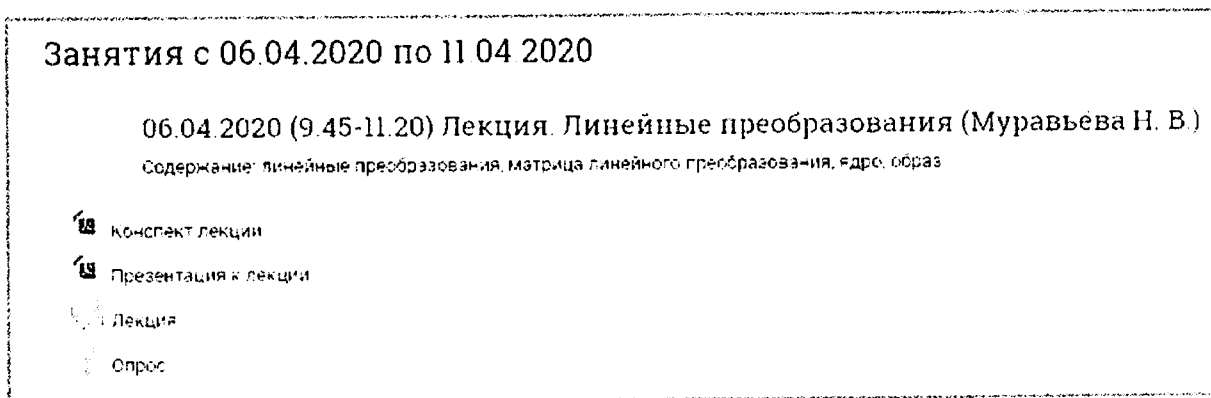 Занятия с 06.04.2020 по 11.04.2020
06.04.2020 (9.45-11.20) Лекция. Линейные преобразования (Муравьёва Н. В.)
Содержание: линейные преобразования, матрица линейного преобразования, ядро, образ
Конспект лекции
Презентация к лекции
Лекция
Опрос